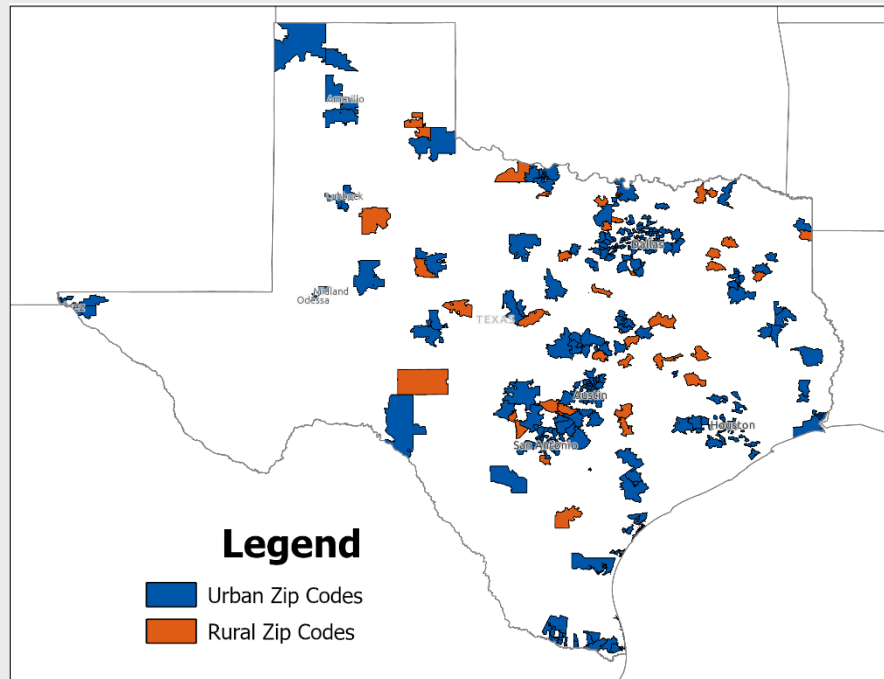 Amarillo
Lubbock
Dallas
Midland
Odessa
TEXAS
Austin
Houston
San Antonio
Legend
Urban Zip Codes
Rural Zip Codes